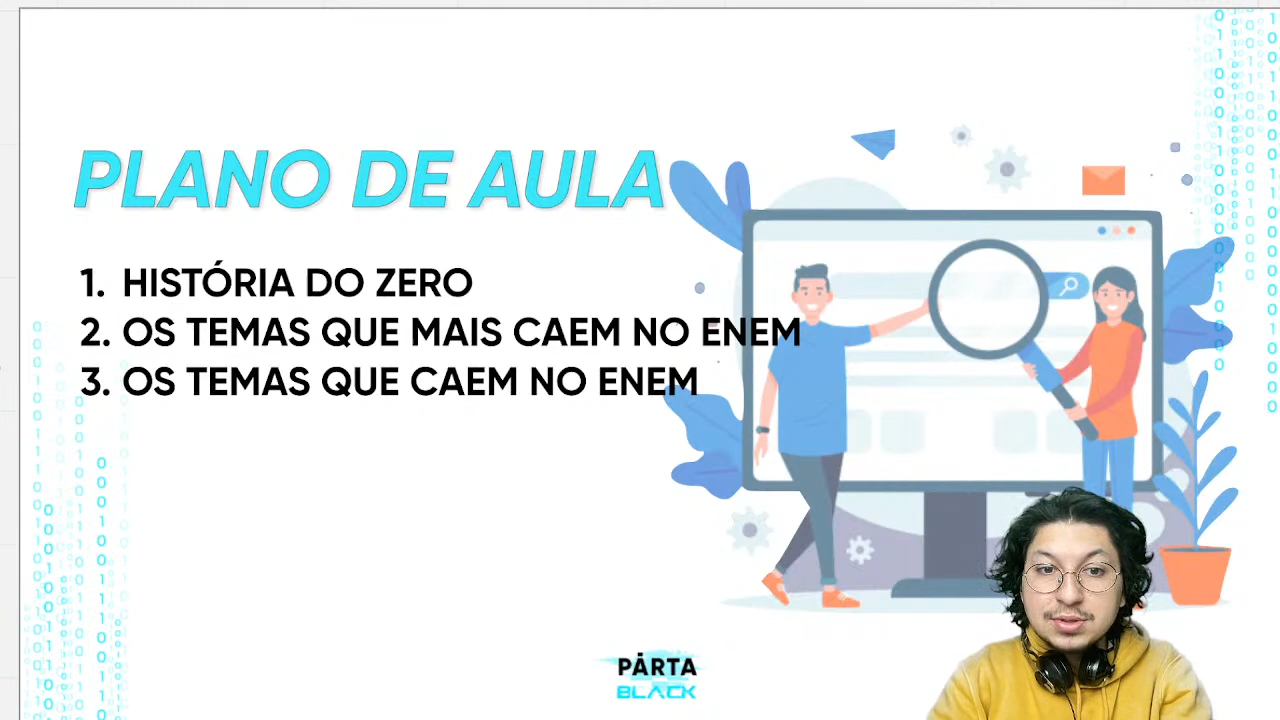 PLANO DE AULA
1. HISTÓRIA DO ZERO
2. OS TEMAS QUE MAIS CAEM NO ENEM
3. OS TEMAS QUE CAEM NO ENEM
PÀRTA
BLACK